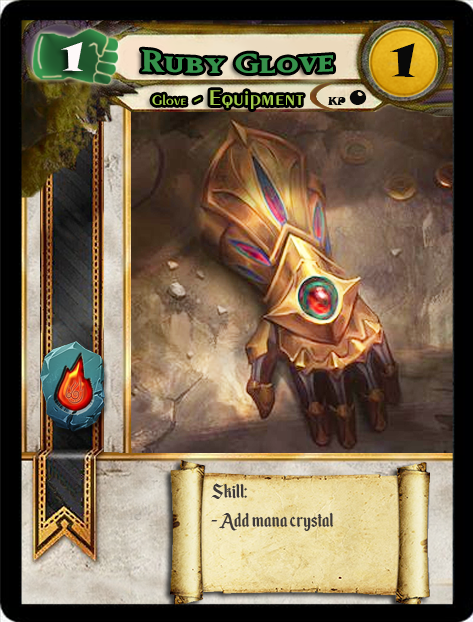 1
Ruby Glove
1
Glove - Equipment
KP
Skill:
- Add mana crystal